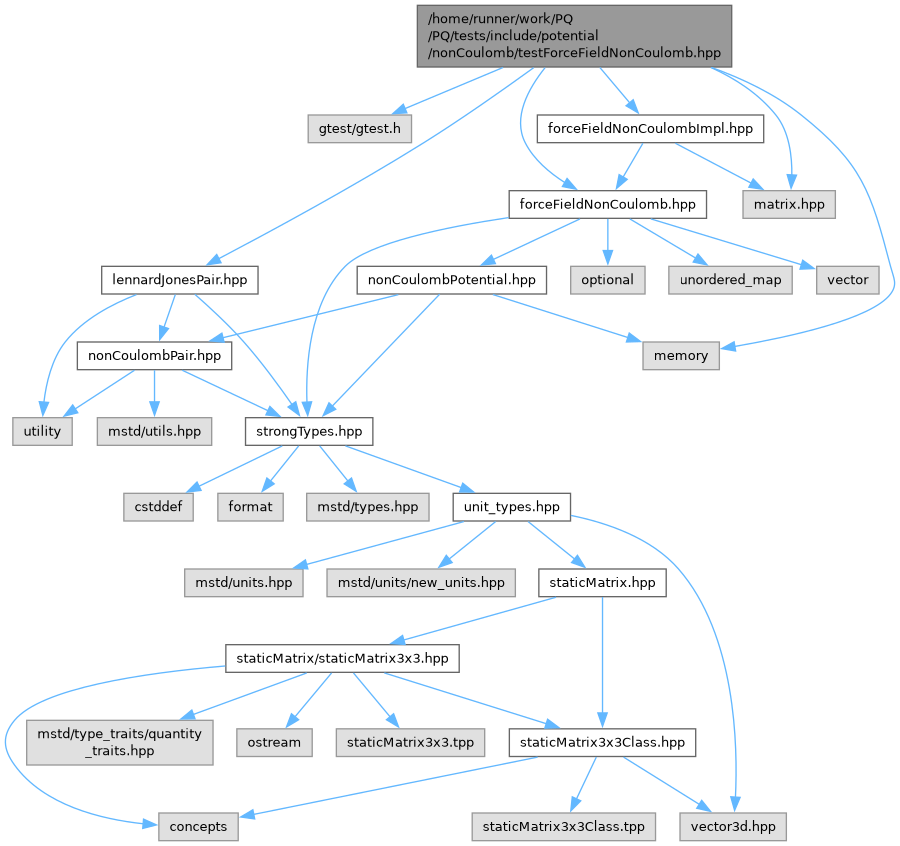 /home/runner/work/PQ
/PQ/tests/include/potential
/nonCoulomb/testForceFieldNonCoulomb.hpp
gtest/gtest.h
forceFieldNonCoulombImpl.hpp
forceFieldNonCoulomb.hpp
matrix.hpp
lennardJonesPair.hpp
nonCoulombPotential.hpp
optional
unordered_map
vector
nonCoulombPair.hpp
memory
utility
mstd/utils.hpp
strongTypes.hpp
cstddef
format
mstd/types.hpp
unit_types.hpp
mstd/units.hpp
mstd/units/new_units.hpp
staticMatrix.hpp
staticMatrix/staticMatrix3x3.hpp
mstd/type_traits/quantity
_traits.hpp
ostream
staticMatrix3x3.tpp
staticMatrix3x3Class.hpp
concepts
staticMatrix3x3Class.tpp
vector3d.hpp